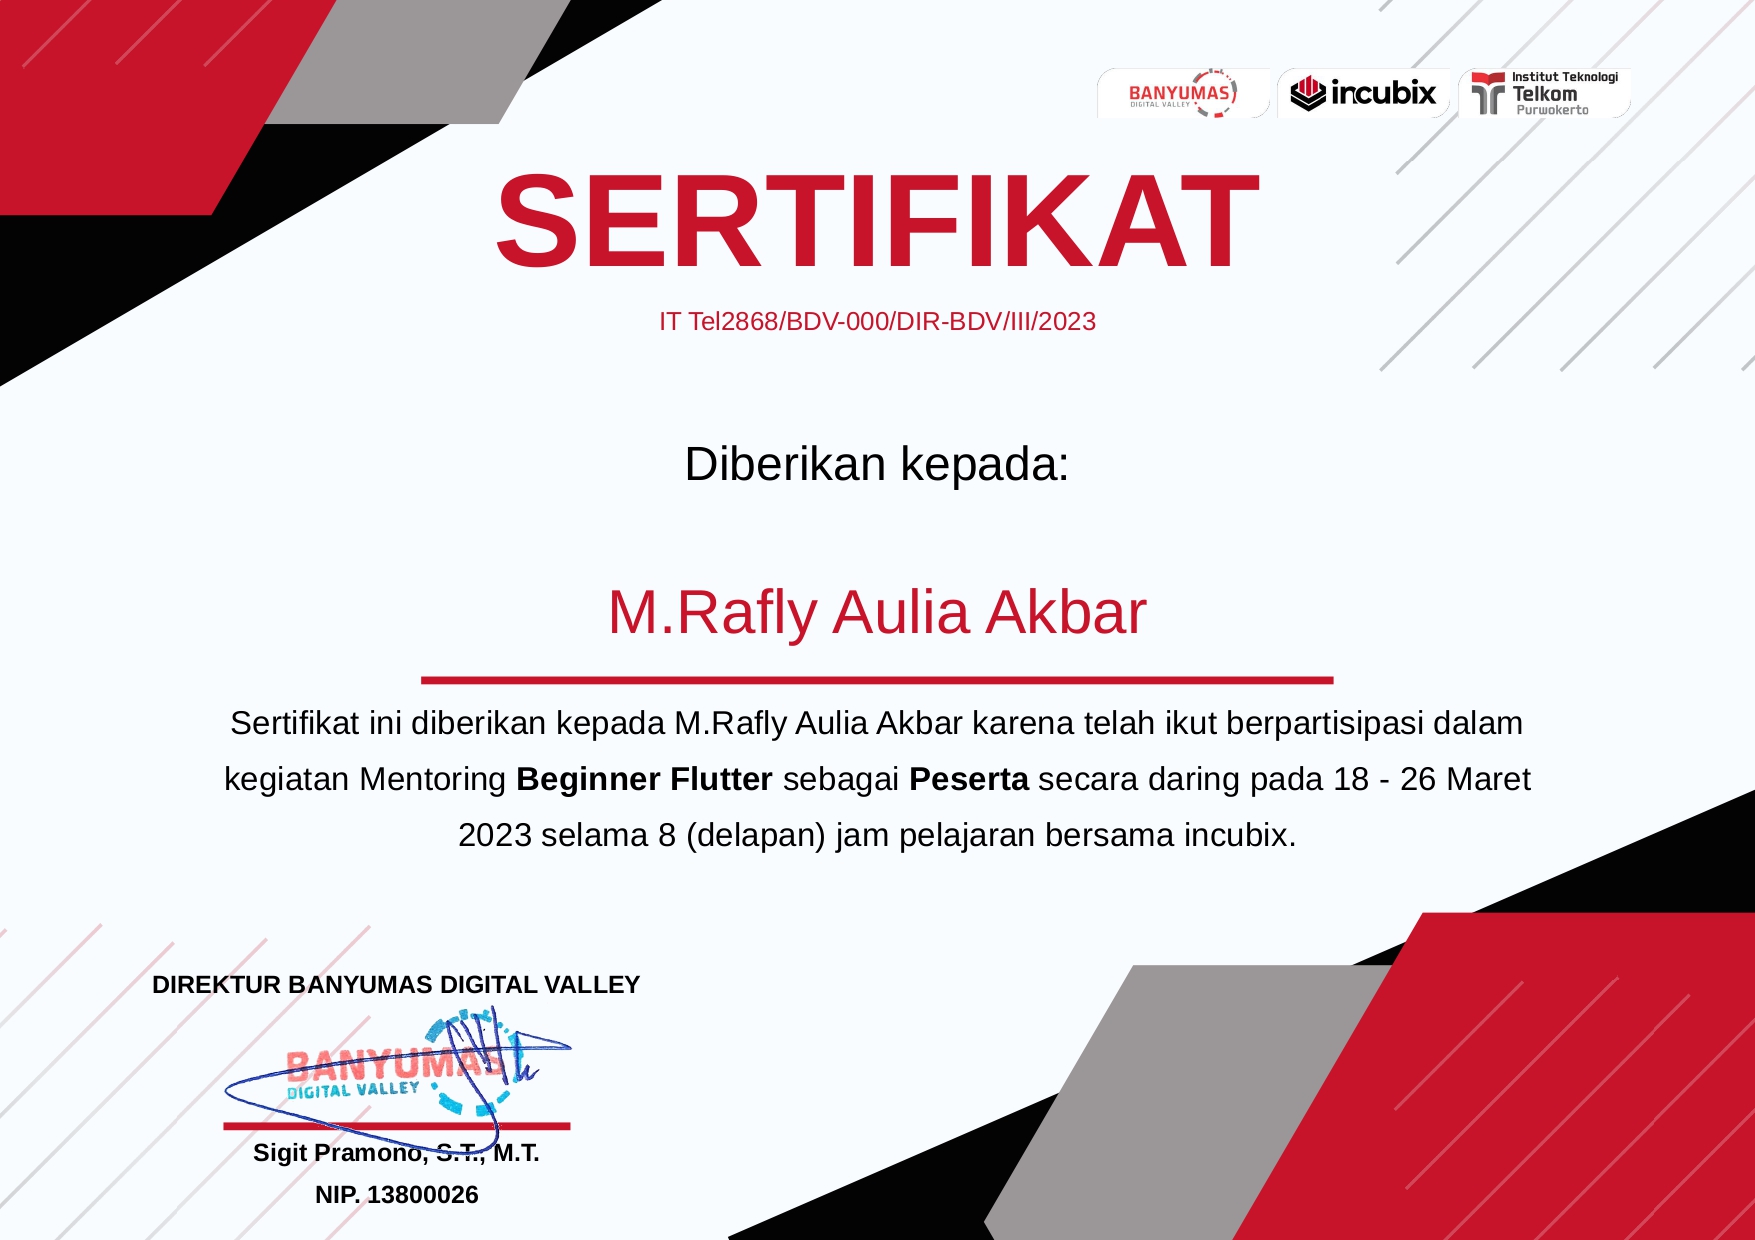 BANYUMAS
DIGITAL VALLEY
incubix
Institut Teknologi
Telkom
Purwokerto
SERTIFIKAT
IT Tel2868/BDV-000/DIR-BDV/III/2023
Diberikan kepada:
M.Rafly Aulia Akbar
Sertifikat ini diberikan kepada M.Rafly Aulia Akbar karena telah ikut berpartisipasi dalam
kegiatan Mentoring Beginner Flutter sebagai Peserta secara daring pada 18 - 26 Maret
2023 selama 8 (delapan) jam pelajaran bersama incubix.
DIREKTUR BANYUMAS DIGITAL VALLEY
BANYUMAS
DIGITAL VALLEY
Sigit Pramono, S.T., M.T.
NIP. 13800026